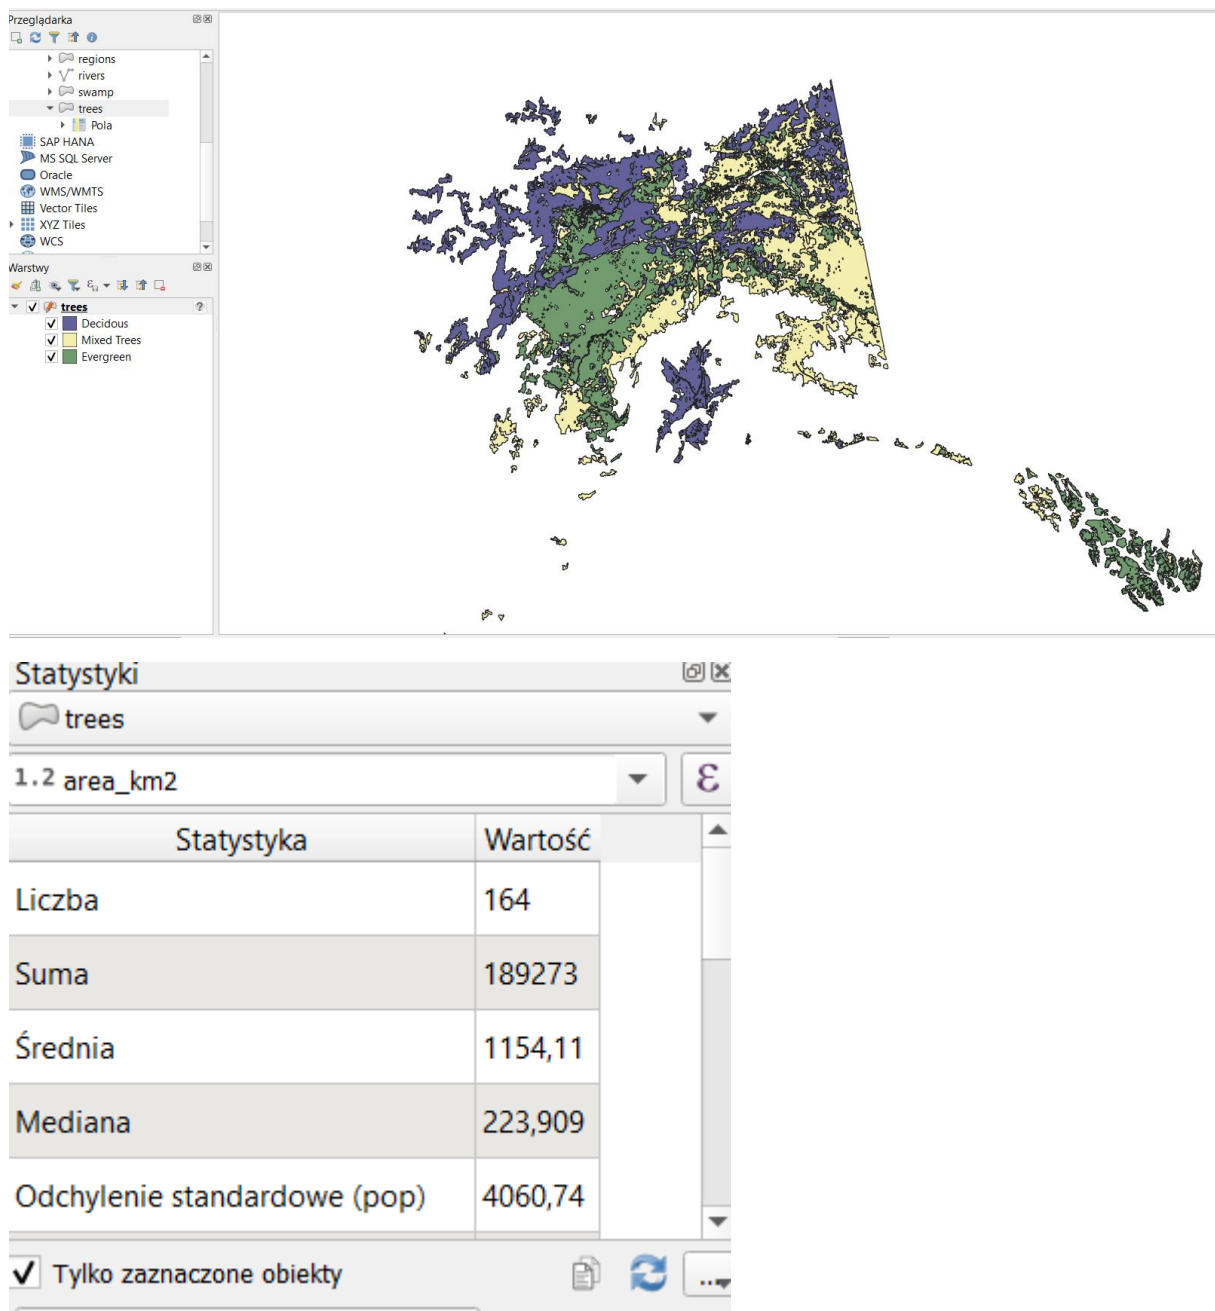 Przeglądarka
regions
rivers
swamp
trees
Pola
SAP HANA
MS SQL Server
Oracle
WMS/WMTS
Vector Tiles
XYZ Tiles
WCS
Warstwy
trees
?
Decidous
Mixed Trees
Evergreen
Statystyki
trees
1.2 area_km2
ε
Statystyka Wartość
Liczba 164
Suma 189273
Średnia 1154,11
Mediana 223,909
Odchylenie standardowe (pop) 4060,74
Tylko zaznaczone obiekty
...